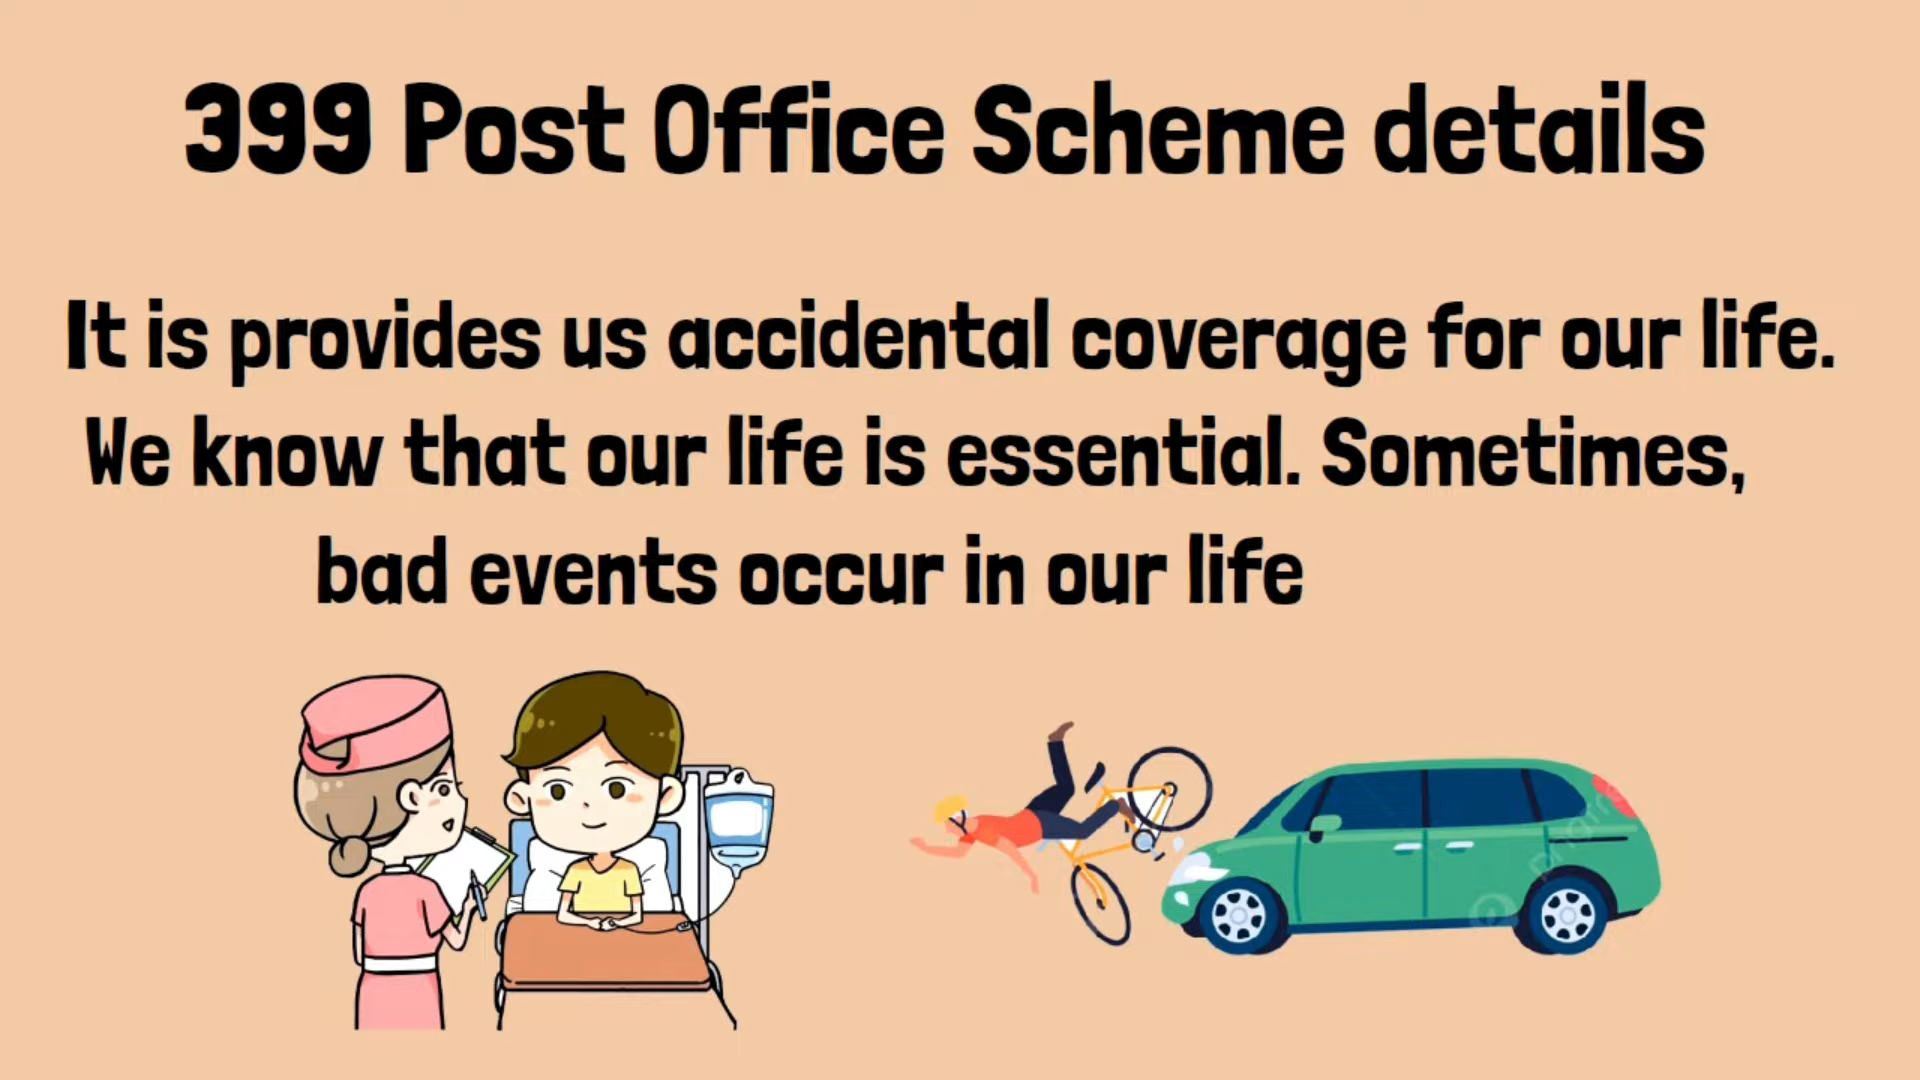 399 Post Office Scheme details
It is provides us accidental coverage for our life.
We know that our life is essential. Sometimes,
bad events occur in our life